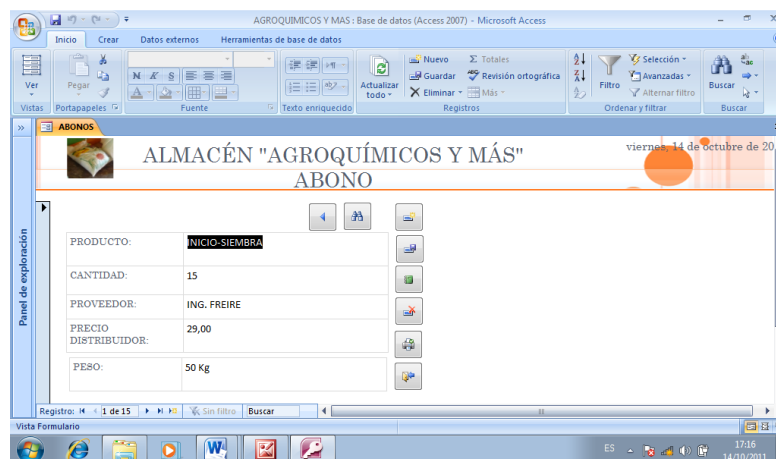 AGROQUIMICOS Y MAS : Base de datos (Access 2007) - Microsoft Access
Inicio Crear Datos externos Herramientas de base de datos
Ver
Pegar
N K S
A
Actualizar todo
Nuevo
Guardar
Eliminar
Totales
Revisión ortográfica
Más
Filtro
Selección
Avanzadas
Alternar filtro
Buscar
Vistas Portapapeles Fuente Texto enriquecido Registros Ordenar y filtrar Buscar
ABONOS
Panel de exploración
ALMACÉN "AGROQUÍMICOS Y MÁS"
ABONO
viernes, 14 de octubre de 20
PRODUCTO: INICIO-SIEMBRA
CANTIDAD: 15
PROVEEDOR: ING. FREIRE
PRECIO DISTRIBUIDOR: 29,00
PESO: 50 Kg
Registro: 1 de 15 Sin filtro Buscar
Vista Formulario
ES 17:16
14/10/2011